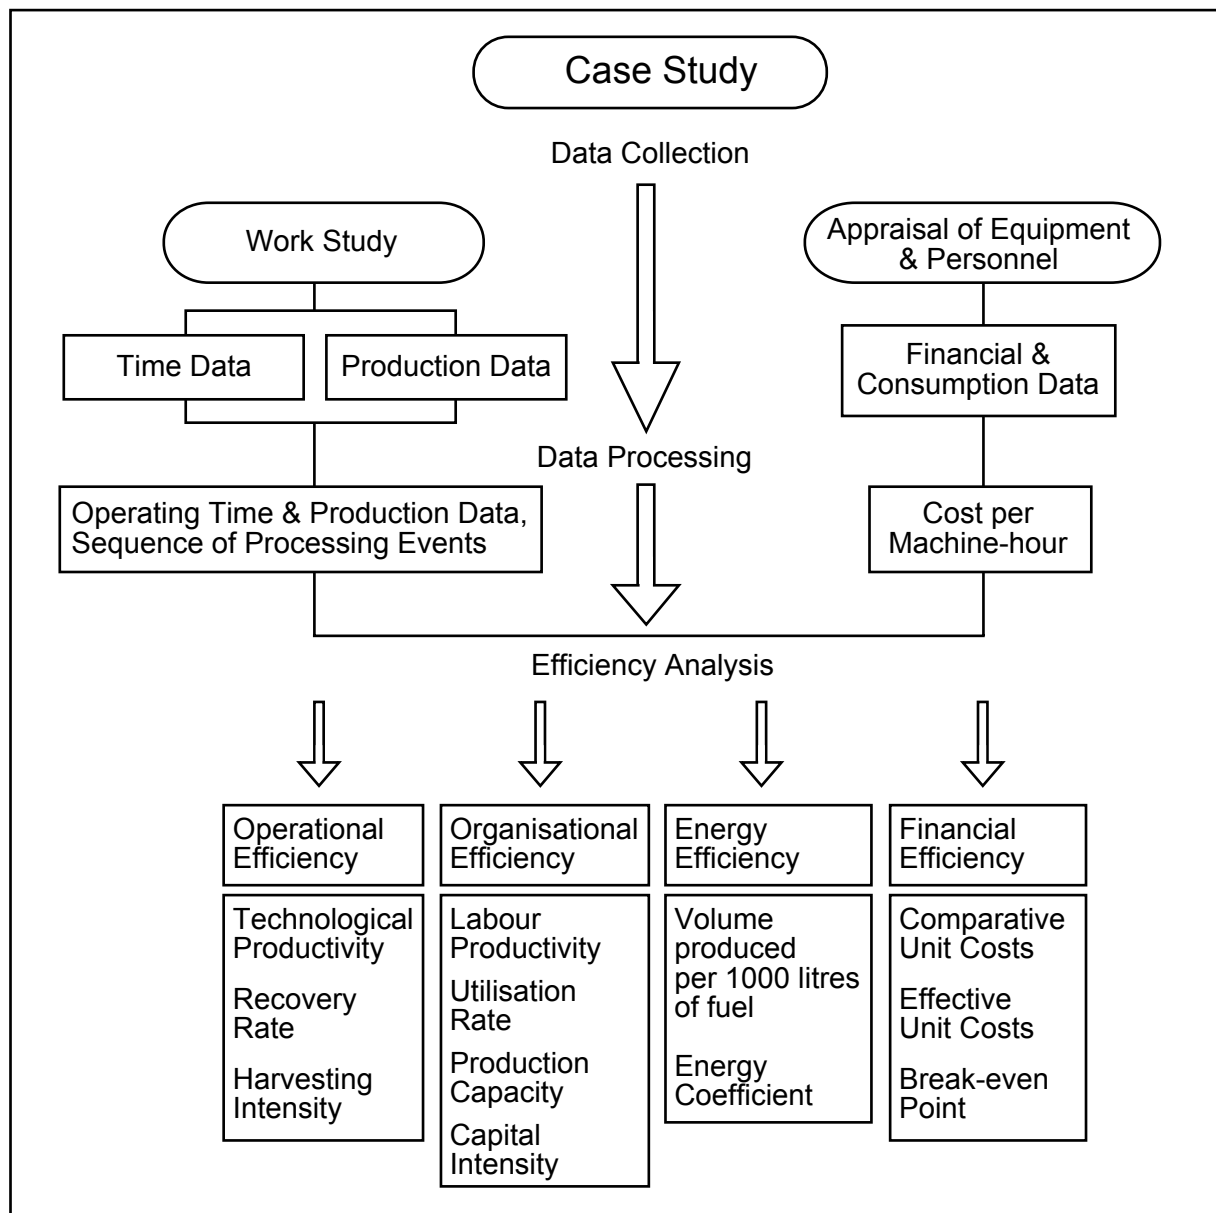 Case Study
Data Collection
Work Study
Appraisal of Equipment
& Personnel
Time Data
Production Data
Financial &
Consumption Data
Data Processing
Operating Time & Production Data,
Sequence of Processing Events
Cost per
Machine-hour
Efficiency Analysis
Operational
Efficiency
Technological
Productivity
Recovery
Rate
Harvesting
Intensity
Organisational
Efficiency
Labour
Productivity
Utilisation
Rate
Production
Capacity
Capital
Intensity
Energy
Efficiency
Volume
produced
per 1000 litres
of fuel
Energy
Coefficient
Financial
Efficiency
Comparative
Unit Costs
Effective
Unit Costs
Break-even
Point